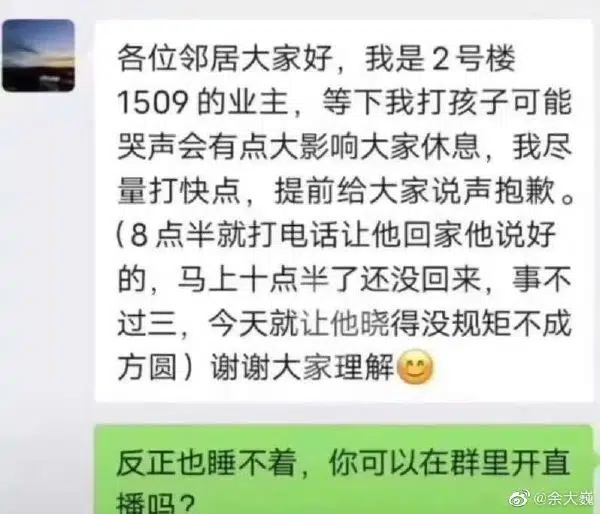 各位邻居大家好，我是2号楼
1509的业主，等下我打孩子可能
哭声会有点大影响大家休息，我尽
量打快点，提前给大家说声抱歉。
（8点半就打电话让他回家他说好
的，马上十点半了还没回来，事不
过三，今天就让他晓得没规矩不成
方圆）谢谢大家理解😊
反正也睡不着，你可以在群里开直
播吗？
@余大巍